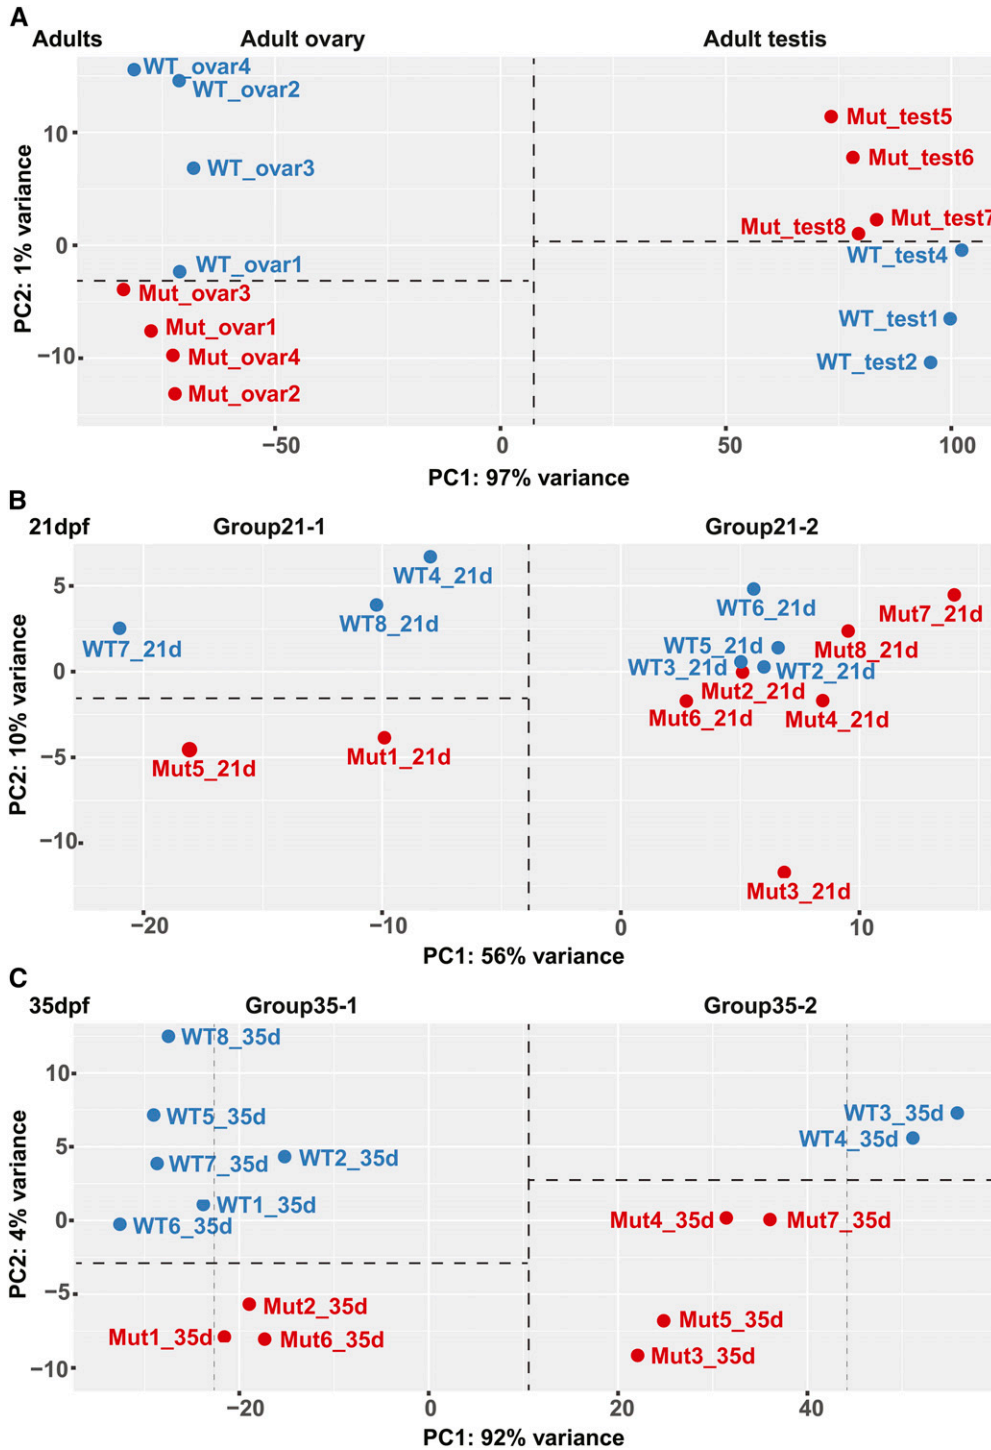 A
Adults
Adult ovary
Adult testis
WT_ovar4
WT_ovar2
WT_ovar3
WT_ovar1
Mut_ovar3
Mut_ovar1
Mut_ovar4
Mut_ovar2
Mut_test5
Mut_test6
Mut_test7
Mut_test8
WT_test4
WT_test1
WT_test2
10
0
−10
PC2: 1% variance
−50
0
50
100
PC1: 97% variance
B
21dpf
Group21-1
Group21-2
WT4_21d
WT8_21d
WT7_21d
Mut5_21d
Mut1_21d
WT6_21d
Mut7_21d
WT5_21d
Mut8_21d
WT3_21d
WT2_21d
Mut2_21d
Mut6_21d
Mut4_21d
Mut3_21d
5
0
−5
−10
PC2: 10% variance
−20
−10
0
10
PC1: 56% variance
C
35dpf
Group35-1
Group35-2
WT8_35d
WT5_35d
WT7_35d
WT2_35d
WT1_35d
WT6_35d
Mut2_35d
Mut1_35d
Mut6_35d
WT3_35d
WT4_35d
Mut4_35d
Mut7_35d
Mut5_35d
Mut3_35d
10
5
0
−5
−10
PC2: 4% variance
−20
0
20
40
PC1: 92% variance